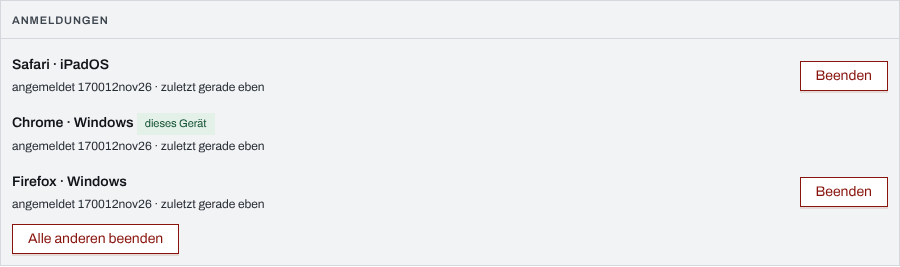 ANMELDUNGEN
Safari · iPadOS
Beenden
angemeldet 170012nov26 · zuletzt gerade eben
Chrome · Windows dieses Gerät
angemeldet 170012nov26 · zuletzt gerade eben
Firefox · Windows
Beenden
angemeldet 170012nov26 · zuletzt gerade eben
Alle anderen beenden